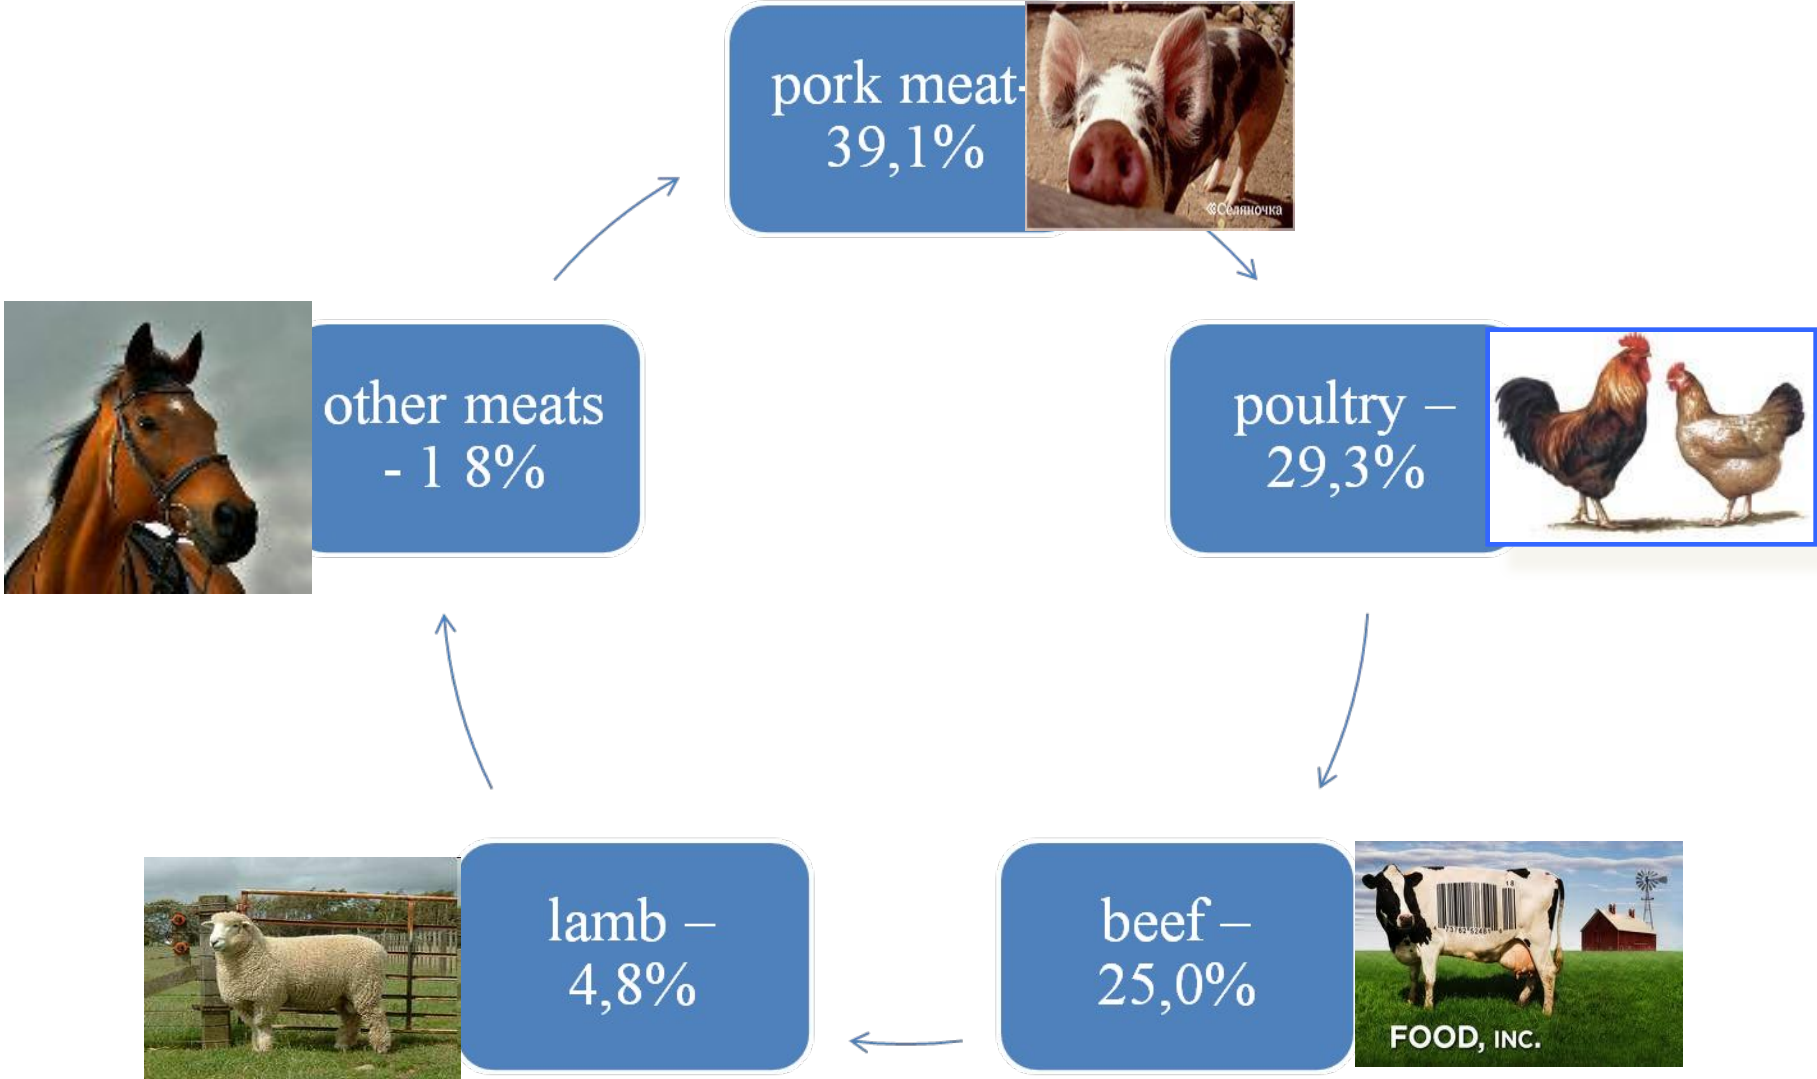 pork meat-
39,1%
«Селяночка
poultry –
29,3%
beef –
25,0%
FOOD, INC.
lamb –
4,8%
other meats
- 1 8%